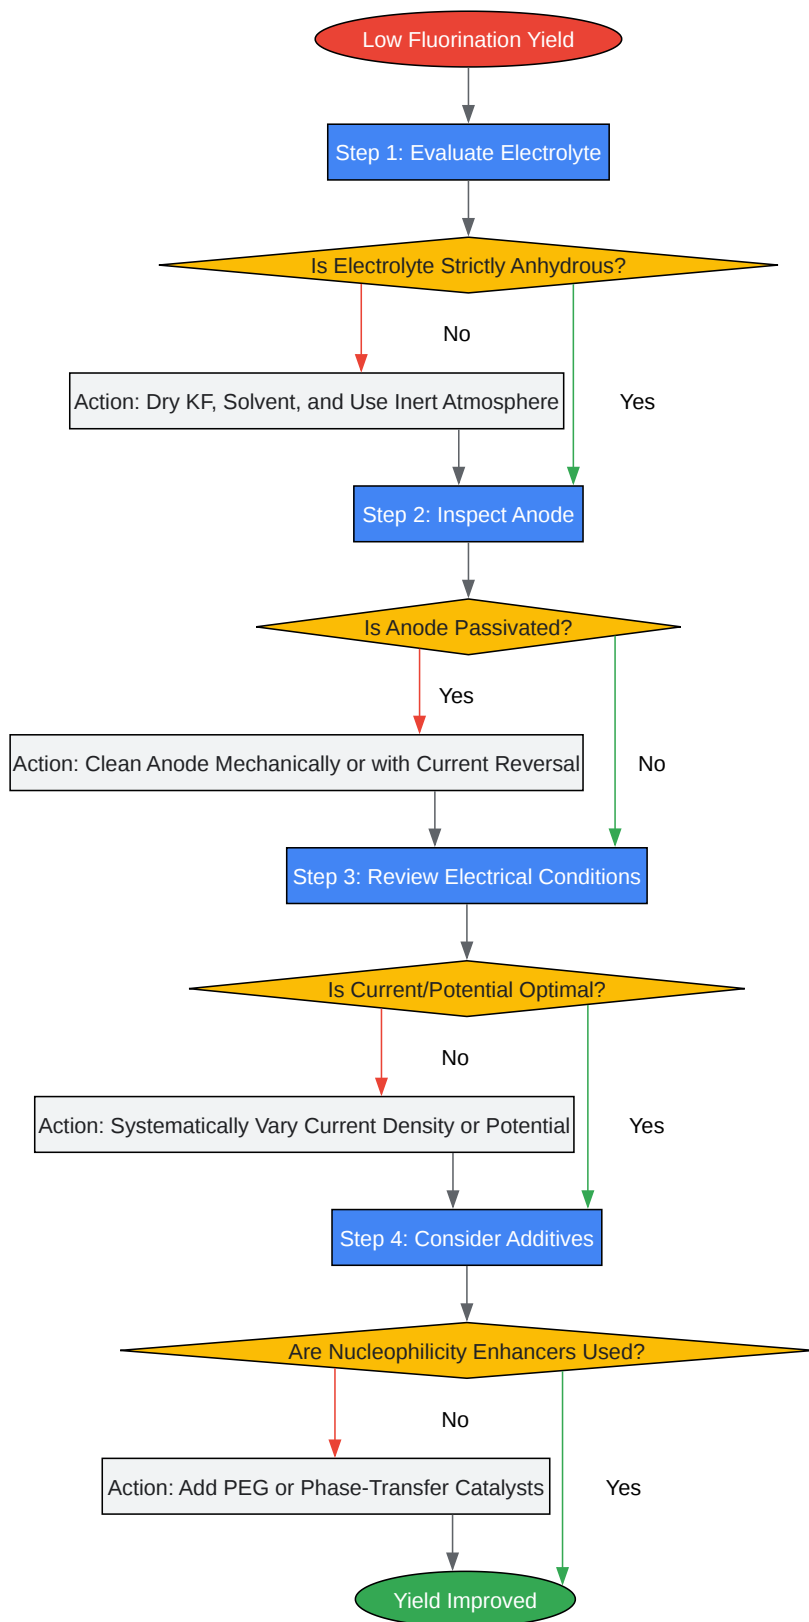 Low Fluorination Yield
Step 1: Evaluate Electrolyte
Is Electrolyte Strictly Anhydrous?
No
Action: Dry KF, Solvent, and Use Inert Atmosphere
Yes
Step 2: Inspect Anode
Is Anode Passivated?
Yes
Action: Clean Anode Mechanically or with Current Reversal
No
Step 3: Review Electrical Conditions
Is Current/Potential Optimal?
No
Action: Systematically Vary Current Density or Potential
Yes
Step 4: Consider Additives
Are Nucleophilicity Enhancers Used?
No
Action: Add PEG or Phase-Transfer Catalysts
Yes
Yield Improved